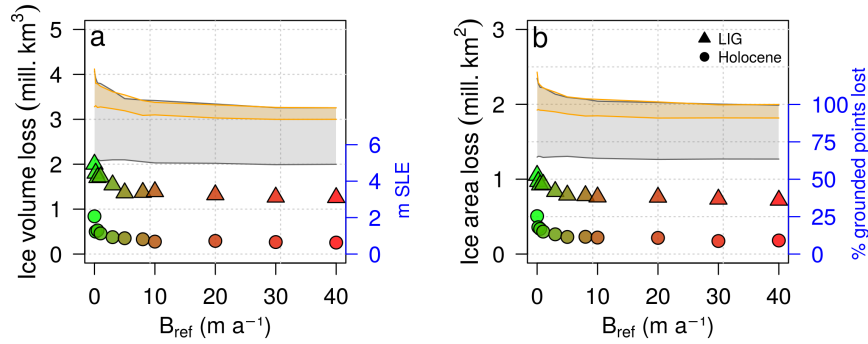 a
Ice volume loss (mill. km³)
5
4
3
2
1
0
6
4
2
0
m SLE
0 10 20 30 40
B_ref (m a⁻¹)
b
LIG
Holocene
Ice area loss (mill. km²)
3
2
1
0
100
75
50
25
0
% grounded points lost
0 10 20 30 40
B_ref (m a⁻¹)